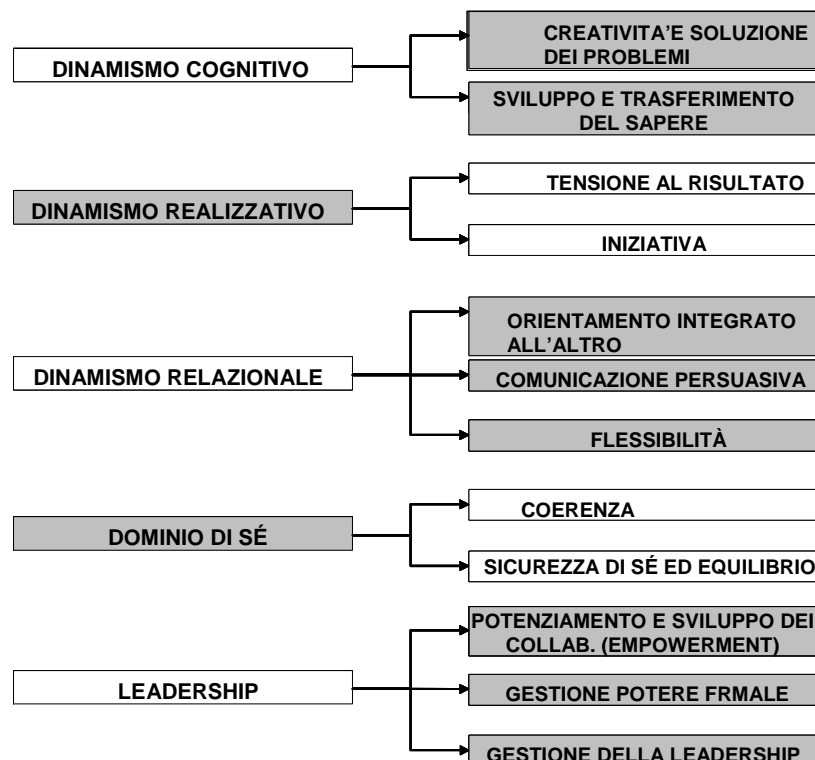 DINAMISMO COGNITIVO
CREATIVITA'E SOLUZIONE
DEI PROBLEMI
SVILUPPO E TRASFERIMENTO
DEL SAPERE
DINAMISMO REALIZZATIVO
TENSIONE AL RISULTATO
INIZIATIVA
DINAMISMO RELAZIONALE
ORIENTAMENTO INTEGRATO
ALL'ALTRO
COMUNICAZIONE PERSUASIVA
FLESSIBILITÀ
DOMINIO DI SÉ
COERENZA
SICUREZZA DI SÉ ED EQUILIBRIO
LEADERSHIP
POTENZIAMENTO E SVILUPPO DEI
COLLAB. (EMPOWERMENT)
GESTIONE POTERE FRMALE
GESTIONE DELLA LEADERSHIP